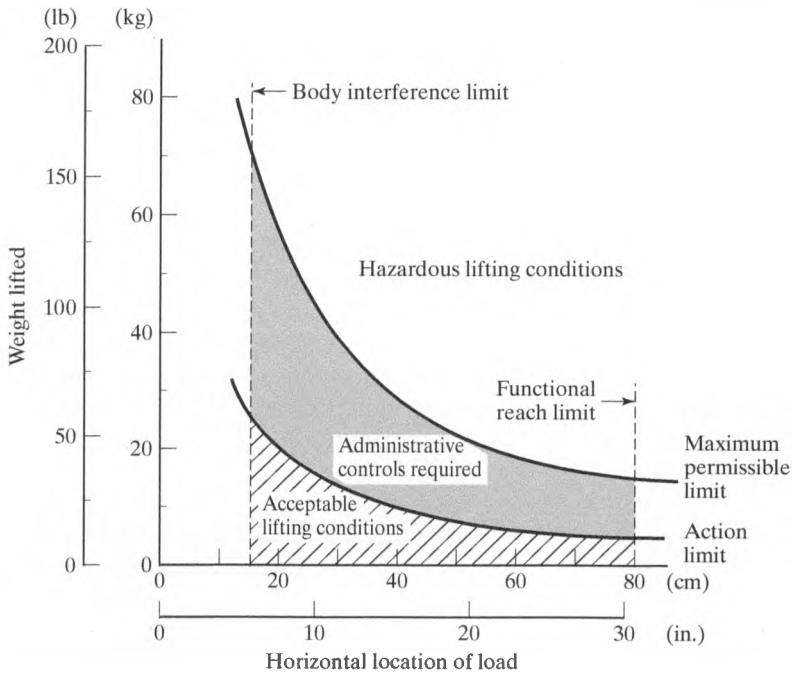 (lb)
(kg)
200
150
100
50
0
Weight lifted
80
60
40
20
0
Body interference limit
Hazardous lifting conditions
Functional
reach limit
Administrative
controls required
Acceptable
lifting conditions
Maximum
permissible
limit
Action
limit
0
20
40
60
80
(cm)
0
10
20
30
(in.)
Horizontal location of load